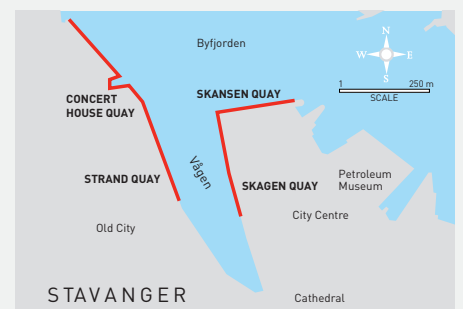 Byfjorden
N
W
E
S
1
250 m
SCALE
CONCERT
HOUSE QUAY
SKANSEN QUAY
Vågen
STRAND QUAY
SKAGEN QUAY
Petroleum
Museum
City Centre
Old City
STAVANGER
Cathedral